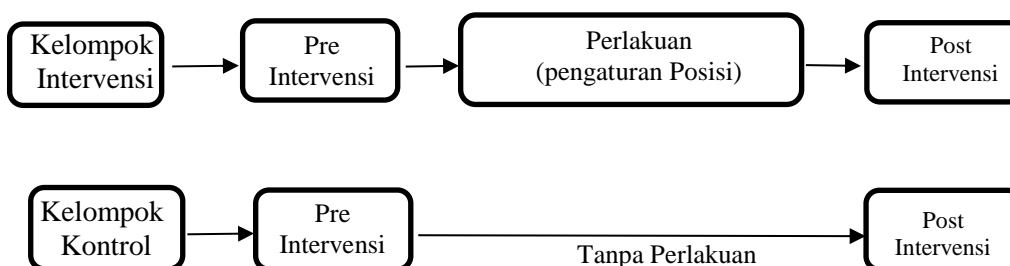 Kelompok
Intervensi
Pre
Intervensi
Perlakuan
(pengaturan Posisi)
Post
Intervensi
Kelompok
Kontrol
Pre
Intervensi
Tanpa Perlakuan
Post
Intervensi